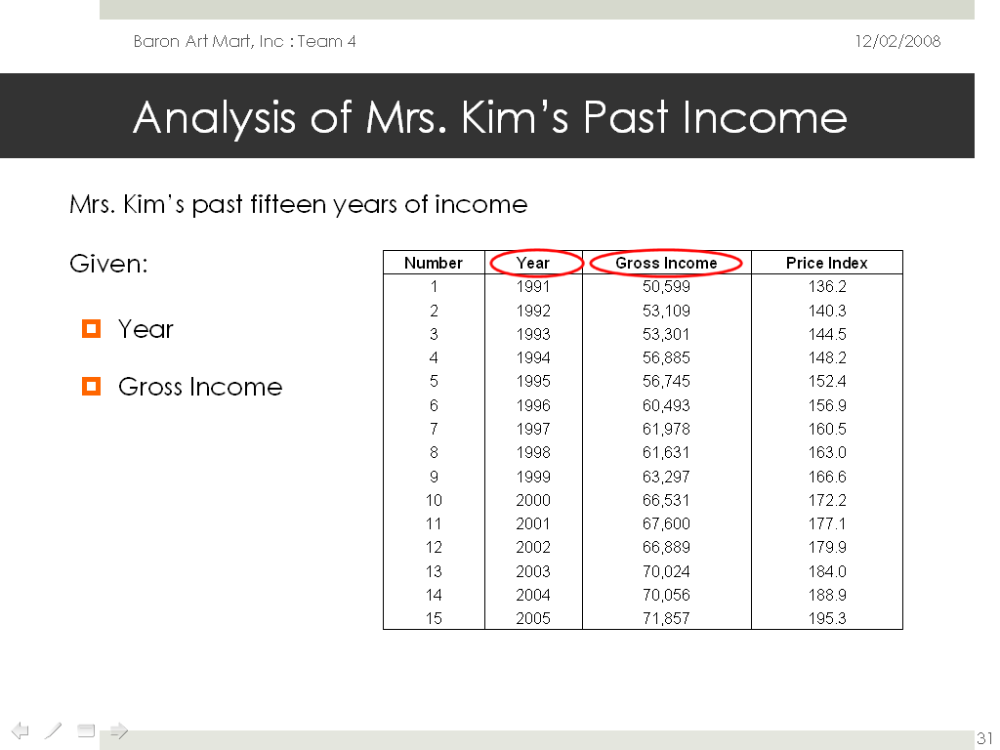 Baron Art Mart, Inc : Team 4 12/02/2008
Analysis of Mrs. Kim’s Past Income
Mrs. Kim’s past fifteen years of income
Given:
Year
Gross Income
Number Year Gross Income Price Index
1 1991 50,599 136.2
2 1992 53,109 140.3
3 1993 53,301 144.5
4 1994 56,885 148.2
5 1995 56,745 152.4
6 1996 60,493 156.9
7 1997 61,978 160.5
8 1998 61,631 163.0
9 1999 63,297 166.6
10 2000 66,531 172.2
11 2001 67,600 177.1
12 2002 66,889 179.9
13 2003 70,024 184.0
14 2004 70,056 188.9
15 2005 71,857 195.3
31